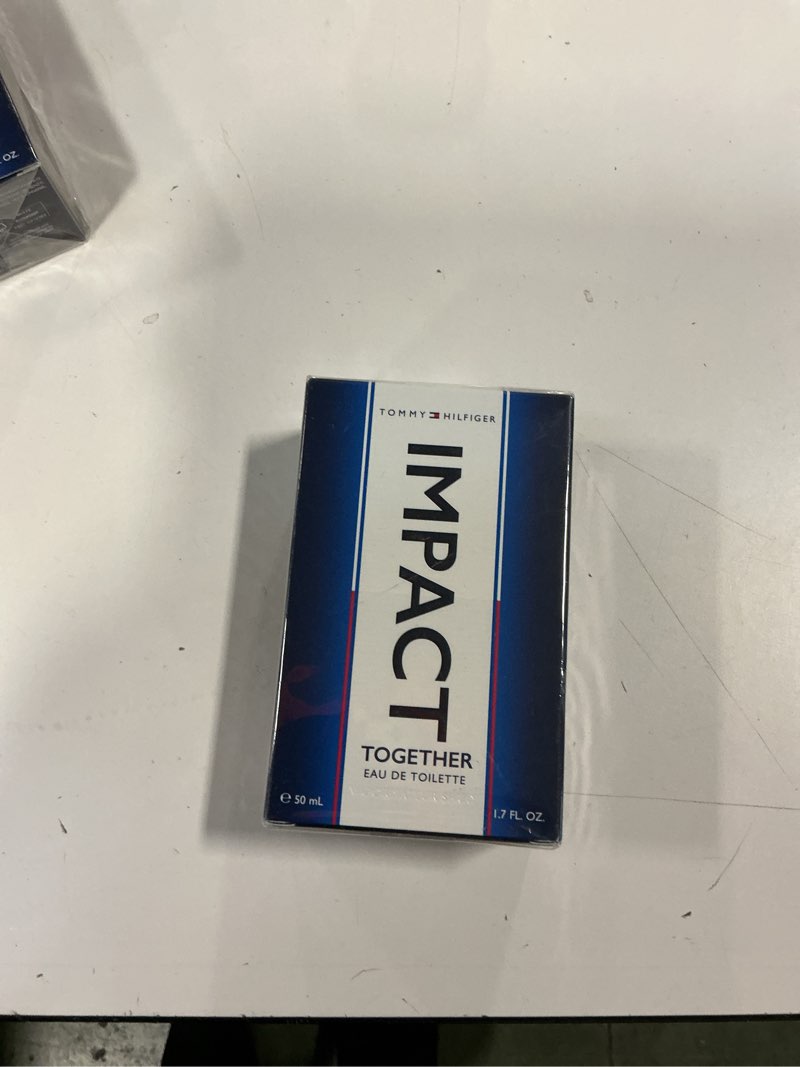 OZ.
TOMMY HILFIGER
IMPACT
TOGETHER
EAU DE TOILETTE
℮ 50 mL
1.7 FL. OZ.